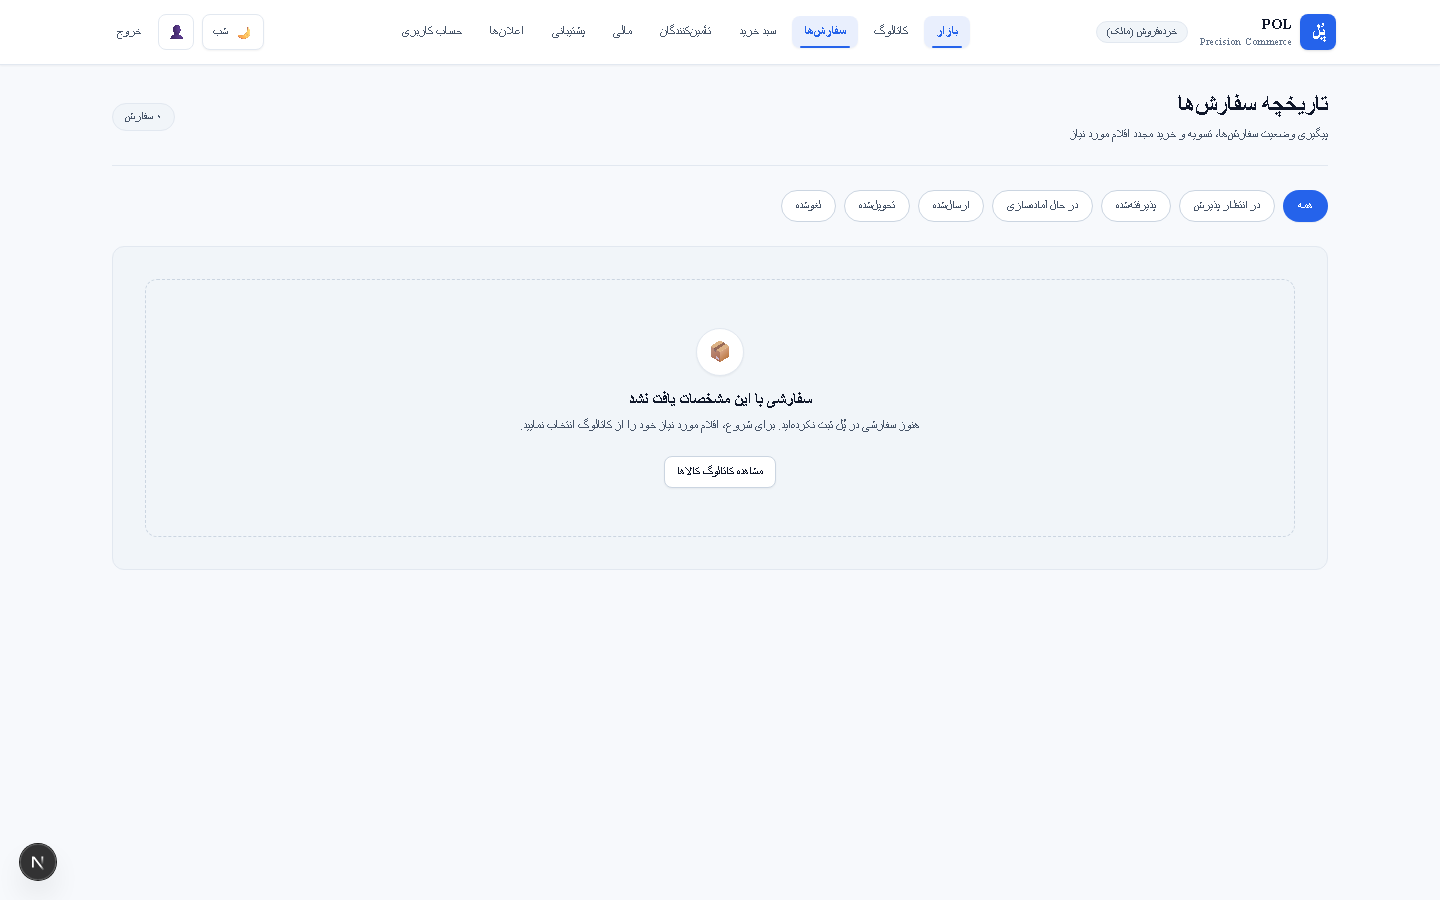 پُل
POL
Precision Commerce
خرده‌فروش (مالک)
بازار
کاتالوگ
سفارش‌ها
سبد خرید
تأمین‌کنندگان
مالی
پشتیبانی
اعلان‌ها
حساب کاربری
🌙 شب
خروج
تاریخچه سفارش‌ها
پیگیری وضعیت سفارش‌ها، تسویه و خرید مجدد اقلام مورد نیاز
۰ سفارش
همه
در انتظار پذیرش
پذیرفته‌شده
در حال آماده‌سازی
ارسال‌شده
تحویل‌شده
لغوشده
سفارشی با این مشخصات یافت نشد
هنوز سفارشی در پُل ثبت نکرده‌اید. برای شروع، اقلام مورد نیاز خود را از کاتالوگ انتخاب نمایید.
مشاهده کاتالوگ کالاها
N